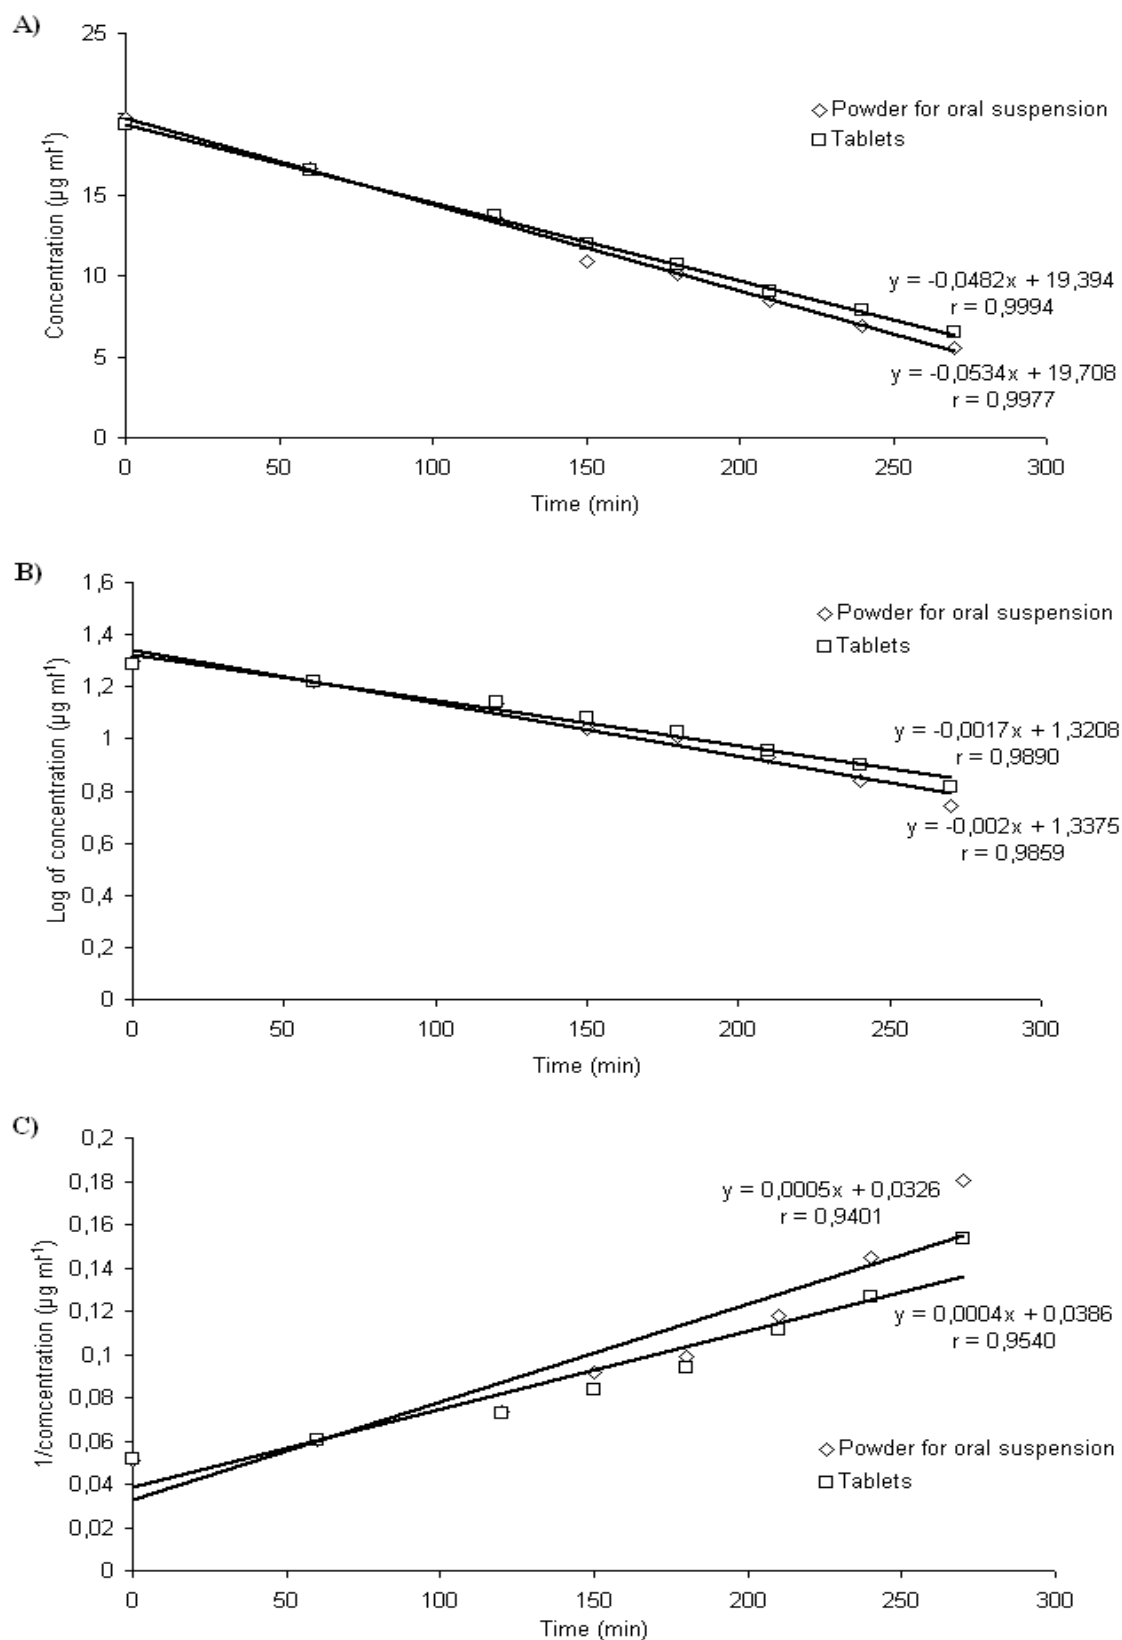 A)
25
15
10
5
0
Concentration (µg ml⁻¹)
◇ Powder for oral suspension
□ Tablets
y = -0,0482x + 19,394
r = 0,9994
y = -0,0534x + 19,708
r = 0,9977
0 50 100 150 200 250 300
Time (min)
B)
1,6
1,4
1,2
1
0,8
0,6
0,4
0,2
0
Log of concentration (µg ml⁻¹)
◇ Powder for oral suspension
□ Tablets
y = -0,0017x + 1,3208
r = 0,9890
y = -0,002x + 1,3375
r = 0,9859
0 50 100 150 200 250 300
Time (min)
C)
0,2
0,18
0,16
0,14
0,12
0,1
0,08
0,06
0,04
0,02
0
1/comcentration (µg ml⁻¹)
y = 0,0005x + 0,0326
r = 0,9401
y = 0,0004x + 0,0386
r = 0,9540
◇ Powder for oral suspension
□ Tablets
0 50 100 150 200 250 300
Time (min)